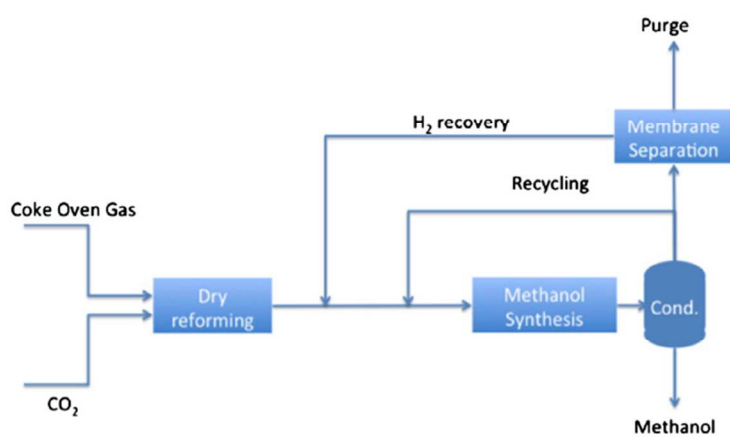 Purge
H₂ recovery
Membrane
Separation
Recycling
Coke Oven Gas
Dry
reforming
Methanol
Synthesis
Cond.
CO₂
Methanol